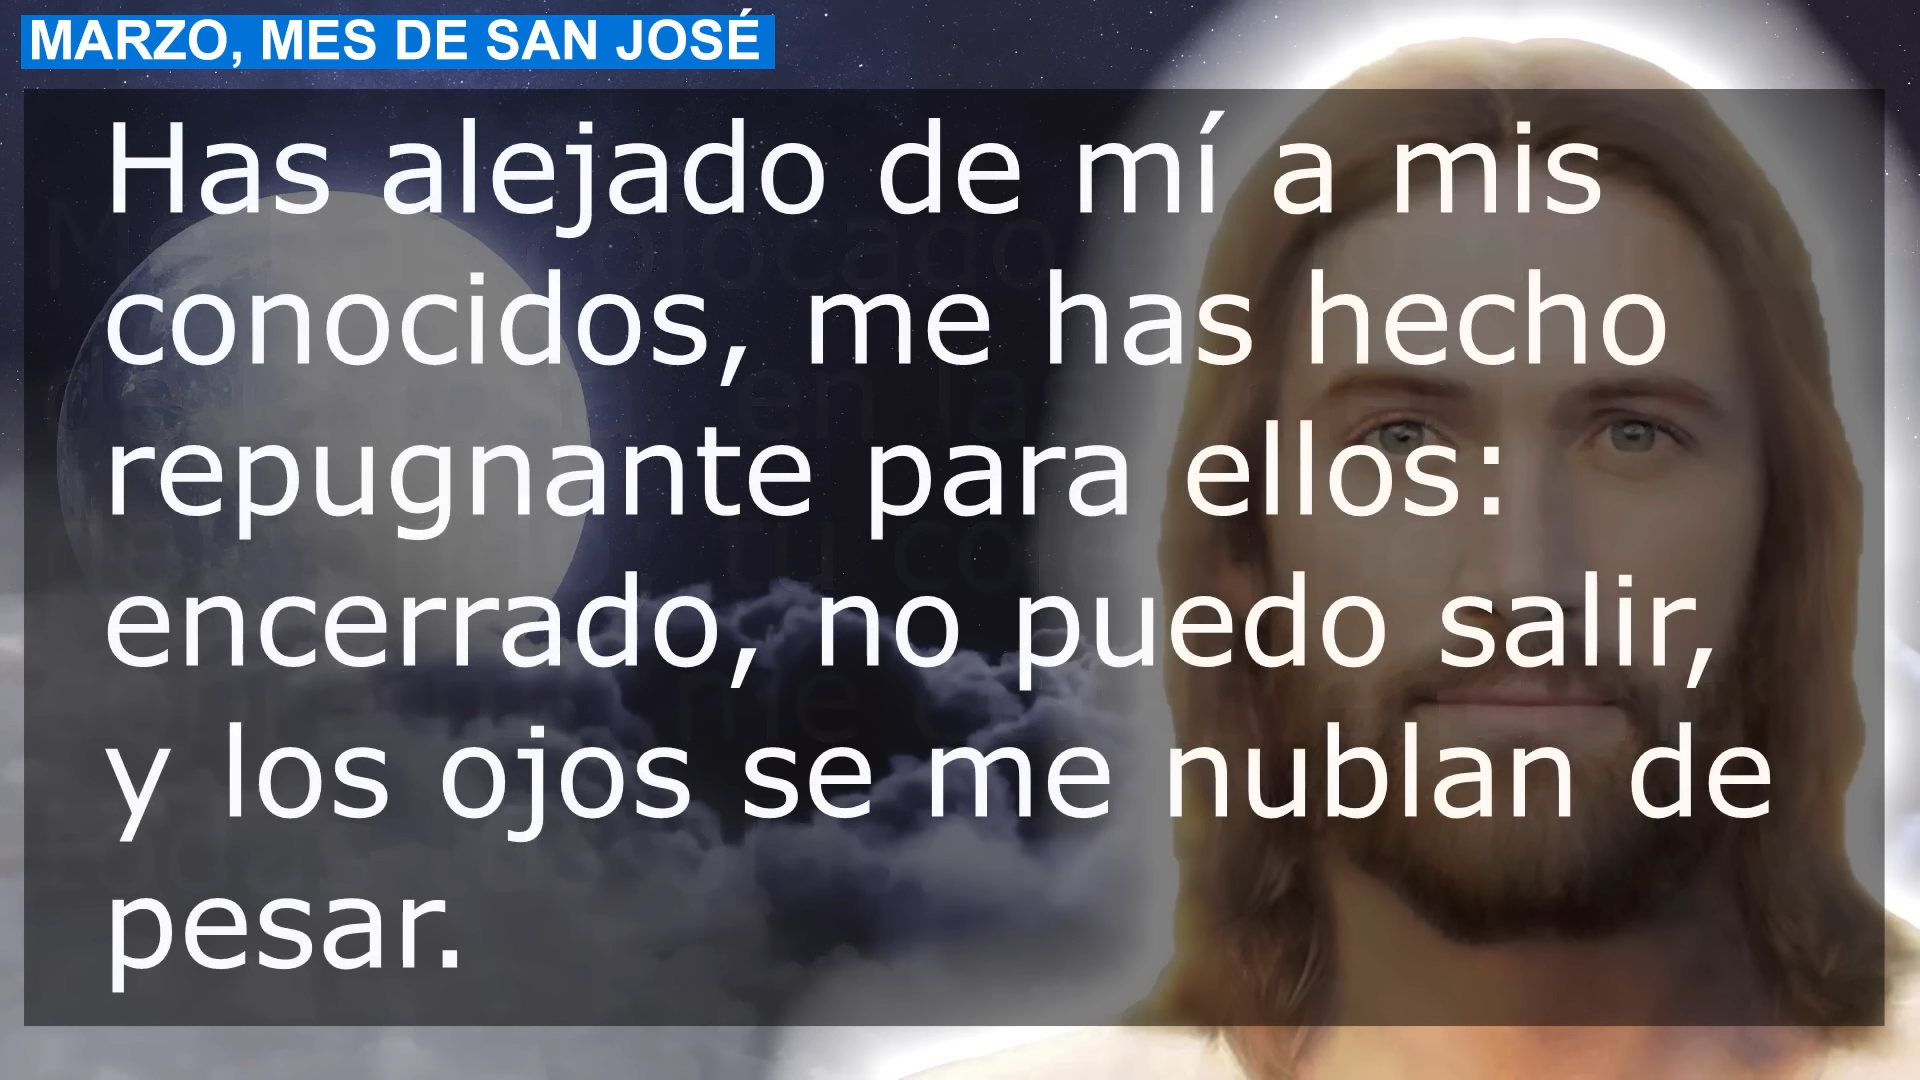 MARZO, MES DE SAN JOSÉ
Has alejado de mí a mis
conocidos, me has hecho
repugnante para ellos:
encerrado, no puedo salir,
y los ojos se me nublan de
pesar.